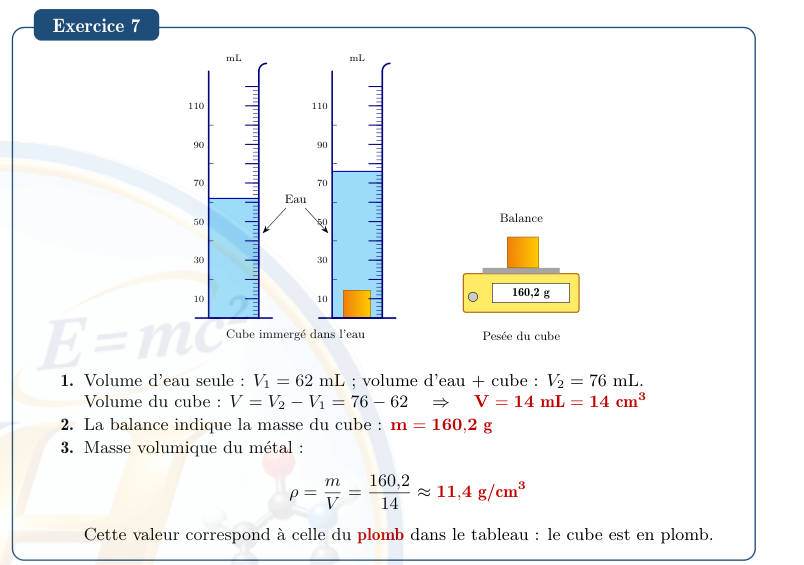 Exercice 7
mL mL
110 110
90 90
70 70
Eau
50 50
30 30
10 10
Cube immergé dans l'eau
Balance
160,2 g
Pesée du cube
E=mc²
1. Volume d'eau seule : V₁ = 62 mL ; volume d'eau + cube : V₂ = 76 mL.
Volume du cube : V = V₂ − V₁ = 76 − 62 ⇒ V = 14 mL = 14 cm³
2. La balance indique la masse du cube : m = 160,2 g
3. Masse volumique du métal :
ρ = m/V = 160,2/14 ≈ 11,4 g/cm³
Cette valeur correspond à celle du plomb dans le tableau : le cube est en plomb.